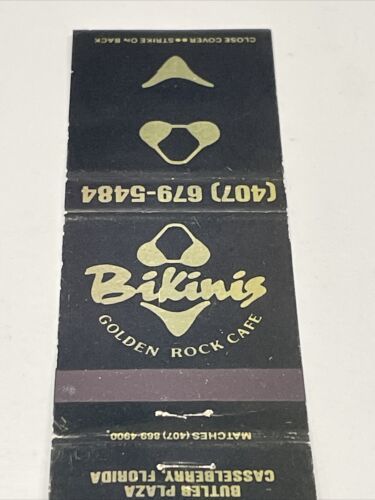 CLOSE COVER●●STRIKE ON BACK
(407) 679-5484
Bikinis
GOLDEN ROCK CAFE
MATCHES (407) 869 4900
BUTLER PLAZA
CASSELBERRY, FLORIDA